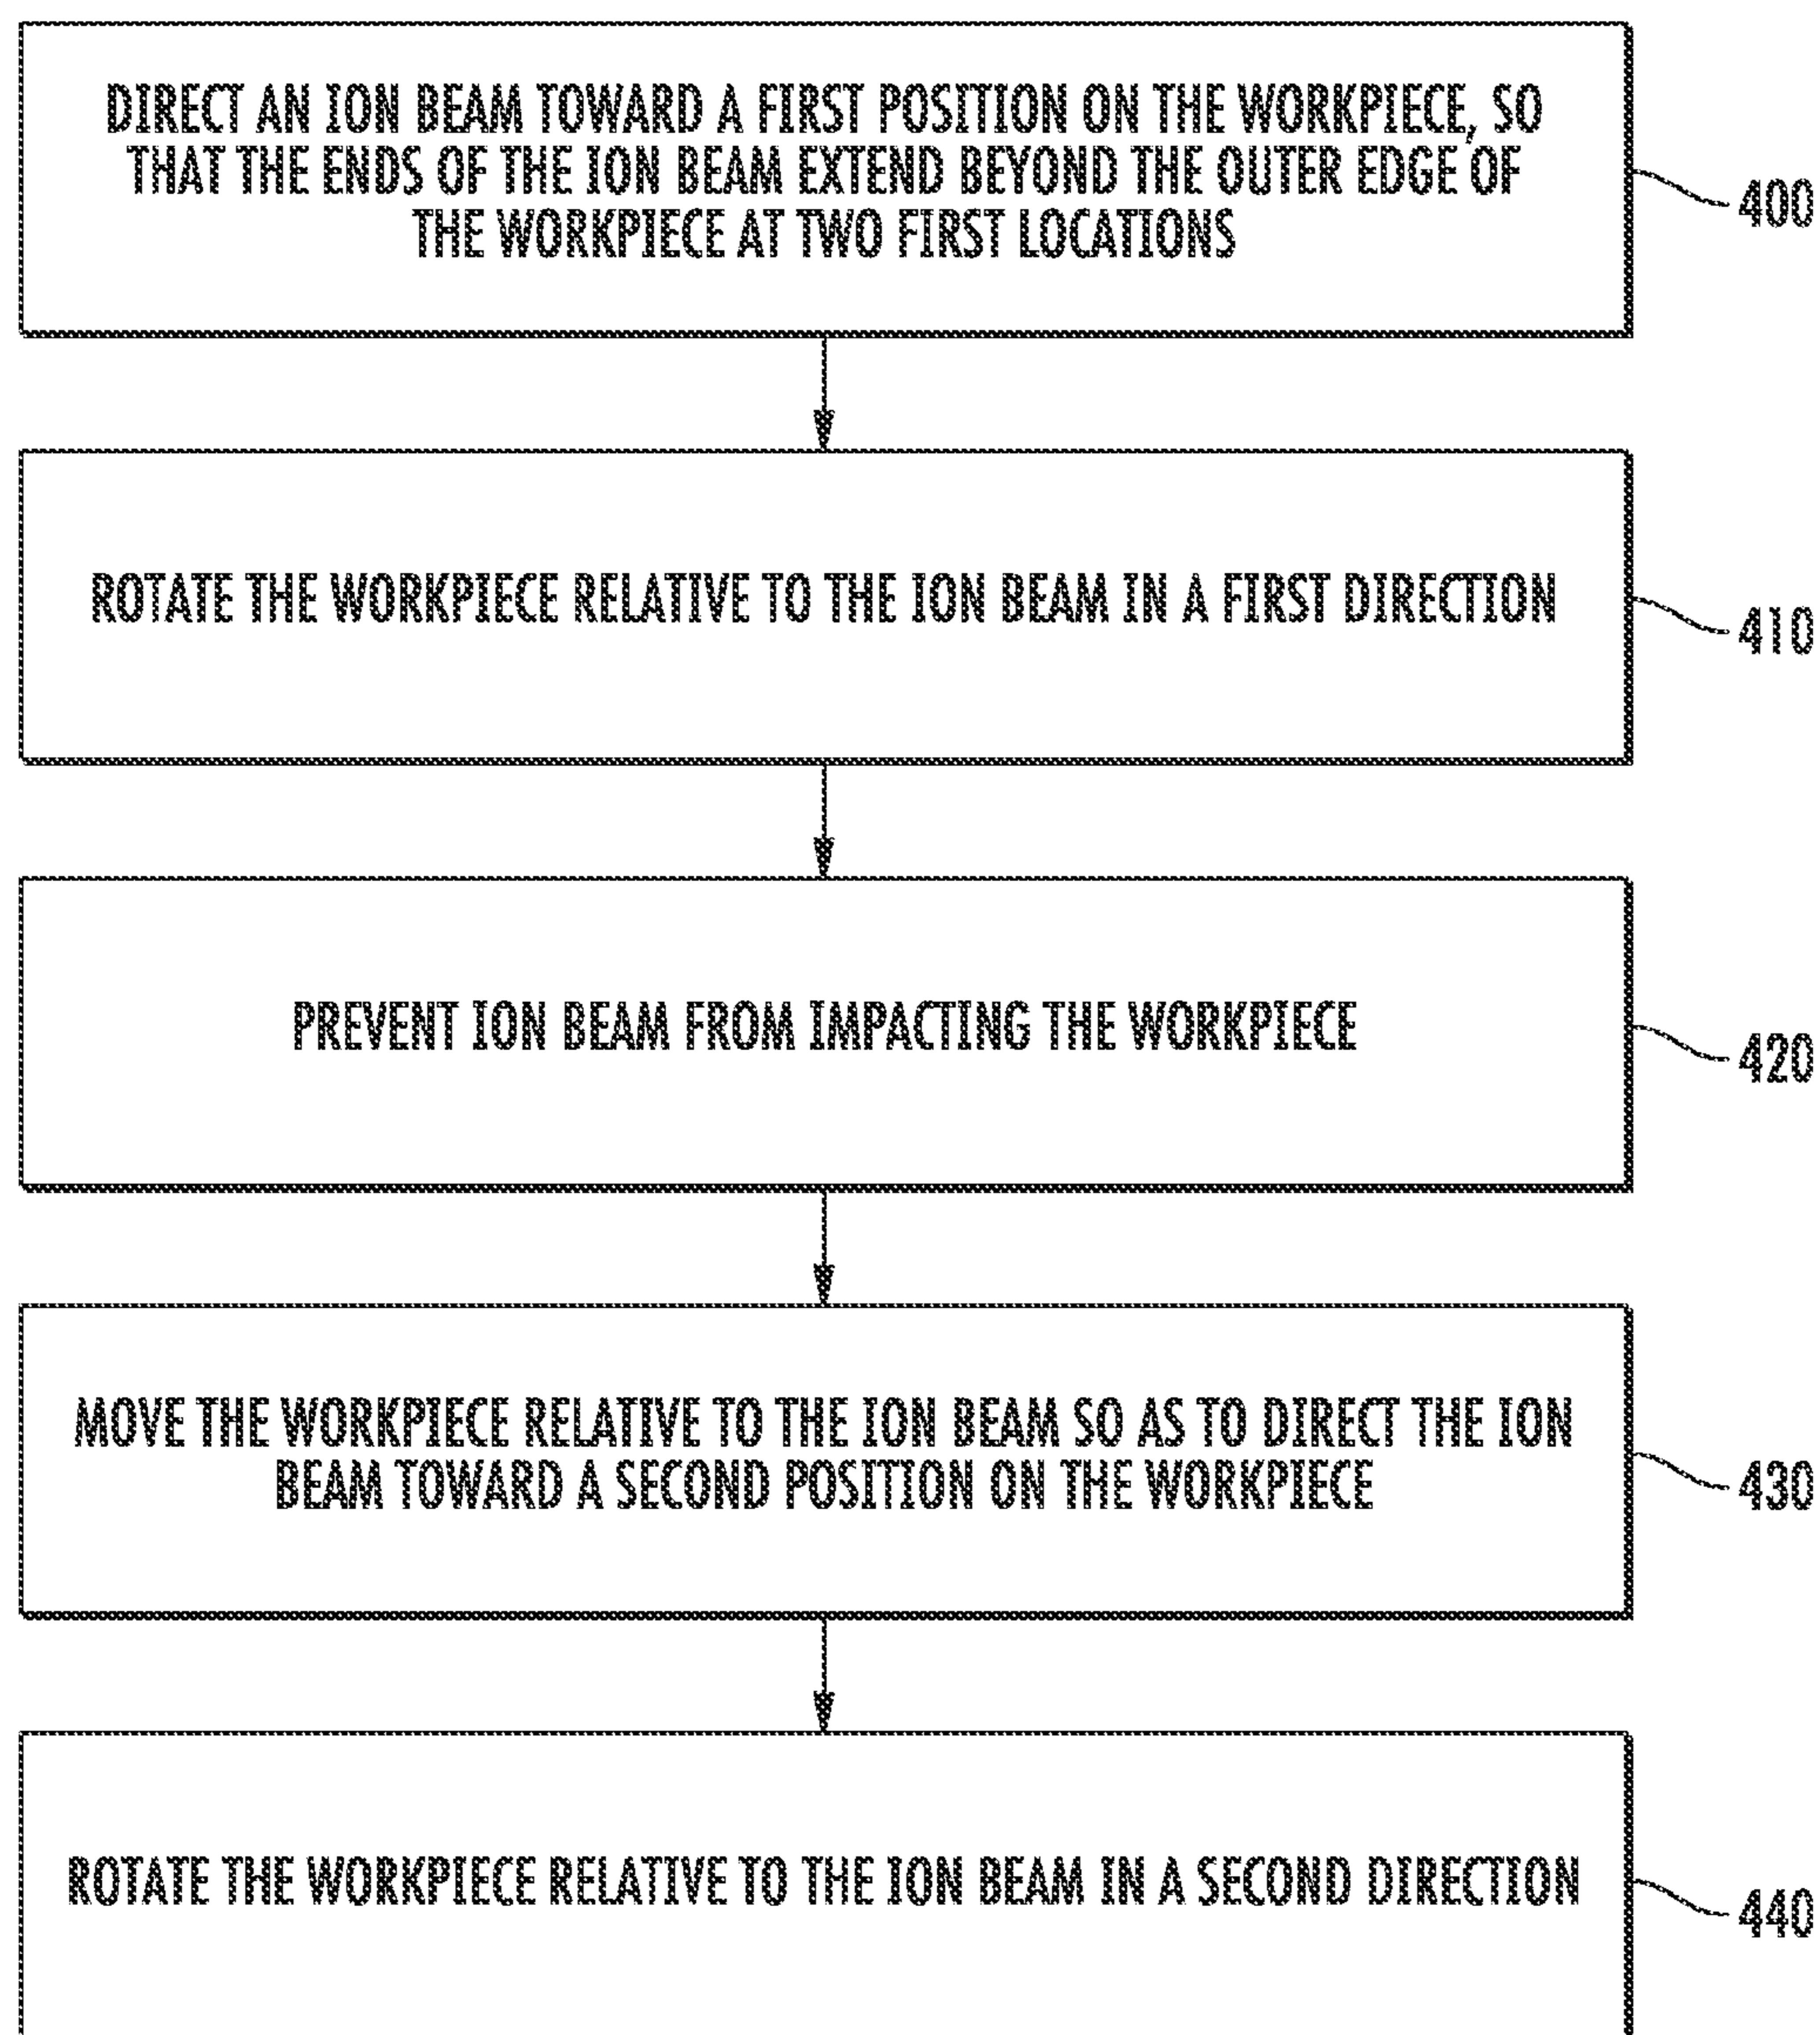 DIRECT AN ION BEAM TOWARD A FIRST POSITION ON THE WORKPIECE, SO
THAT THE ENDS OF THE ION BEAM EXTEND BEYOND THE OUTER EDGE OF
THE WORKPIECE AT TWO FIRST LOCATIONS
400
ROTATE THE WORKPIECE RELATIVE TO THE ION BEAM IN A FIRST DIRECTION
410
PREVENT ION BEAM FROM IMPACTING THE WORKPIECE
420
MOVE THE WORKPIECE RELATIVE TO THE ION BEAM SO AS TO DIRECT THE ION
BEAM TOWARD A SECOND POSITION ON THE WORKPIECE
430
ROTATE THE WORKPIECE RELATIVE TO THE ION BEAM IN A SECOND DIRECTION
440